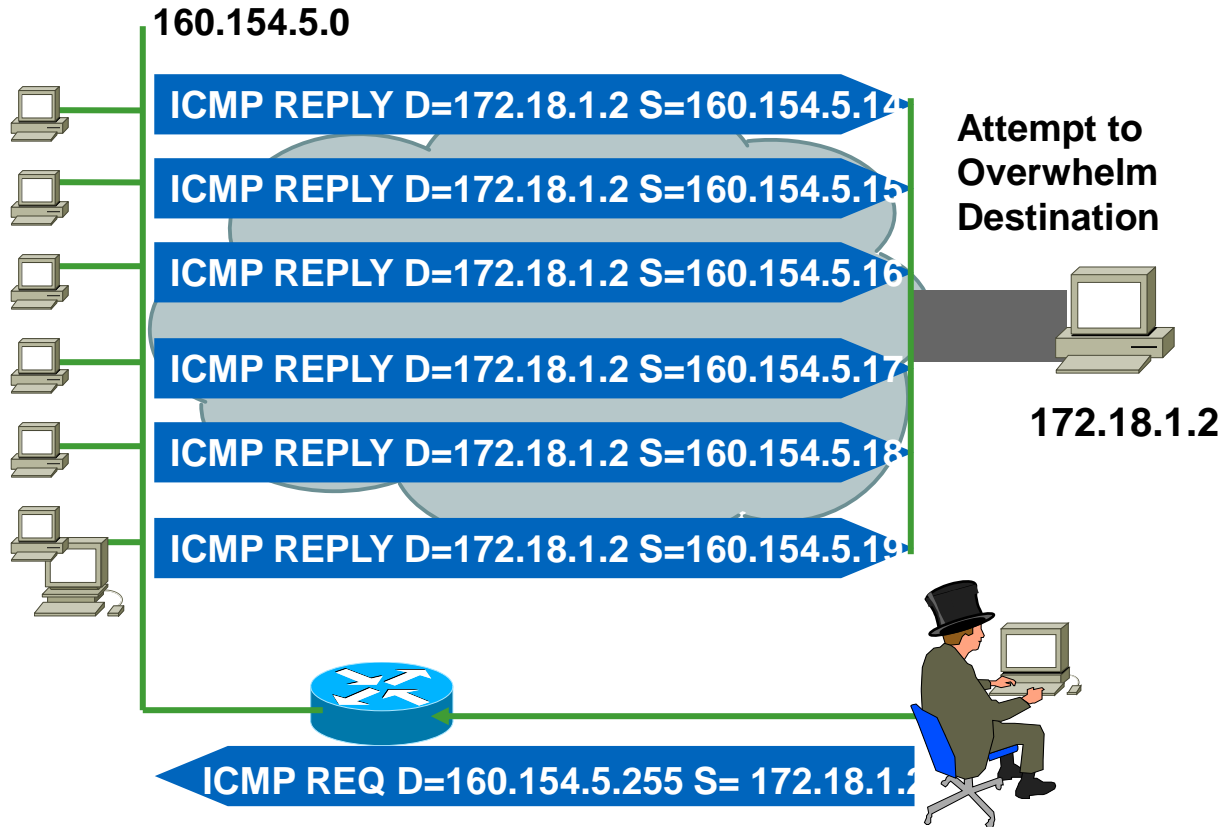 160.154.5.0
ICMP REPLY D=172.18.1.2 S=160.154.5.14
ICMP REPLY D=172.18.1.2 S=160.154.5.15
ICMP REPLY D=172.18.1.2 S=160.154.5.16
ICMP REPLY D=172.18.1.2 S=160.154.5.17
ICMP REPLY D=172.18.1.2 S=160.154.5.18
ICMP REPLY D=172.18.1.2 S=160.154.5.19
Attempt to
Overwhelm
Destination
172.18.1.2
ICMP REQ D=160.154.5.255 S= 172.18.1.2